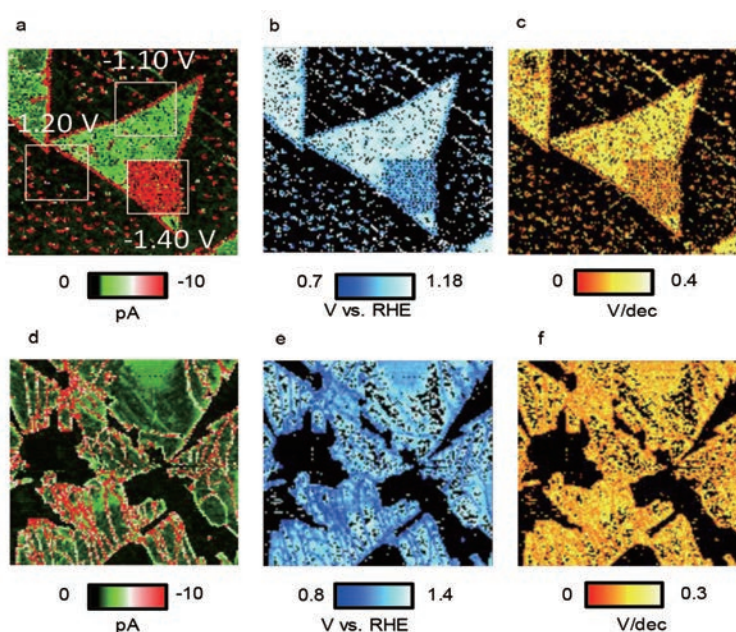 a b c
-1.10 V
-1.20 V
-1.40 V
0 -10 0.7 1.18 0 0.4
pA V vs. RHE V/dec
d e f
0 -10 0.8 1.4 0 0.3
pA V vs. RHE V/dec